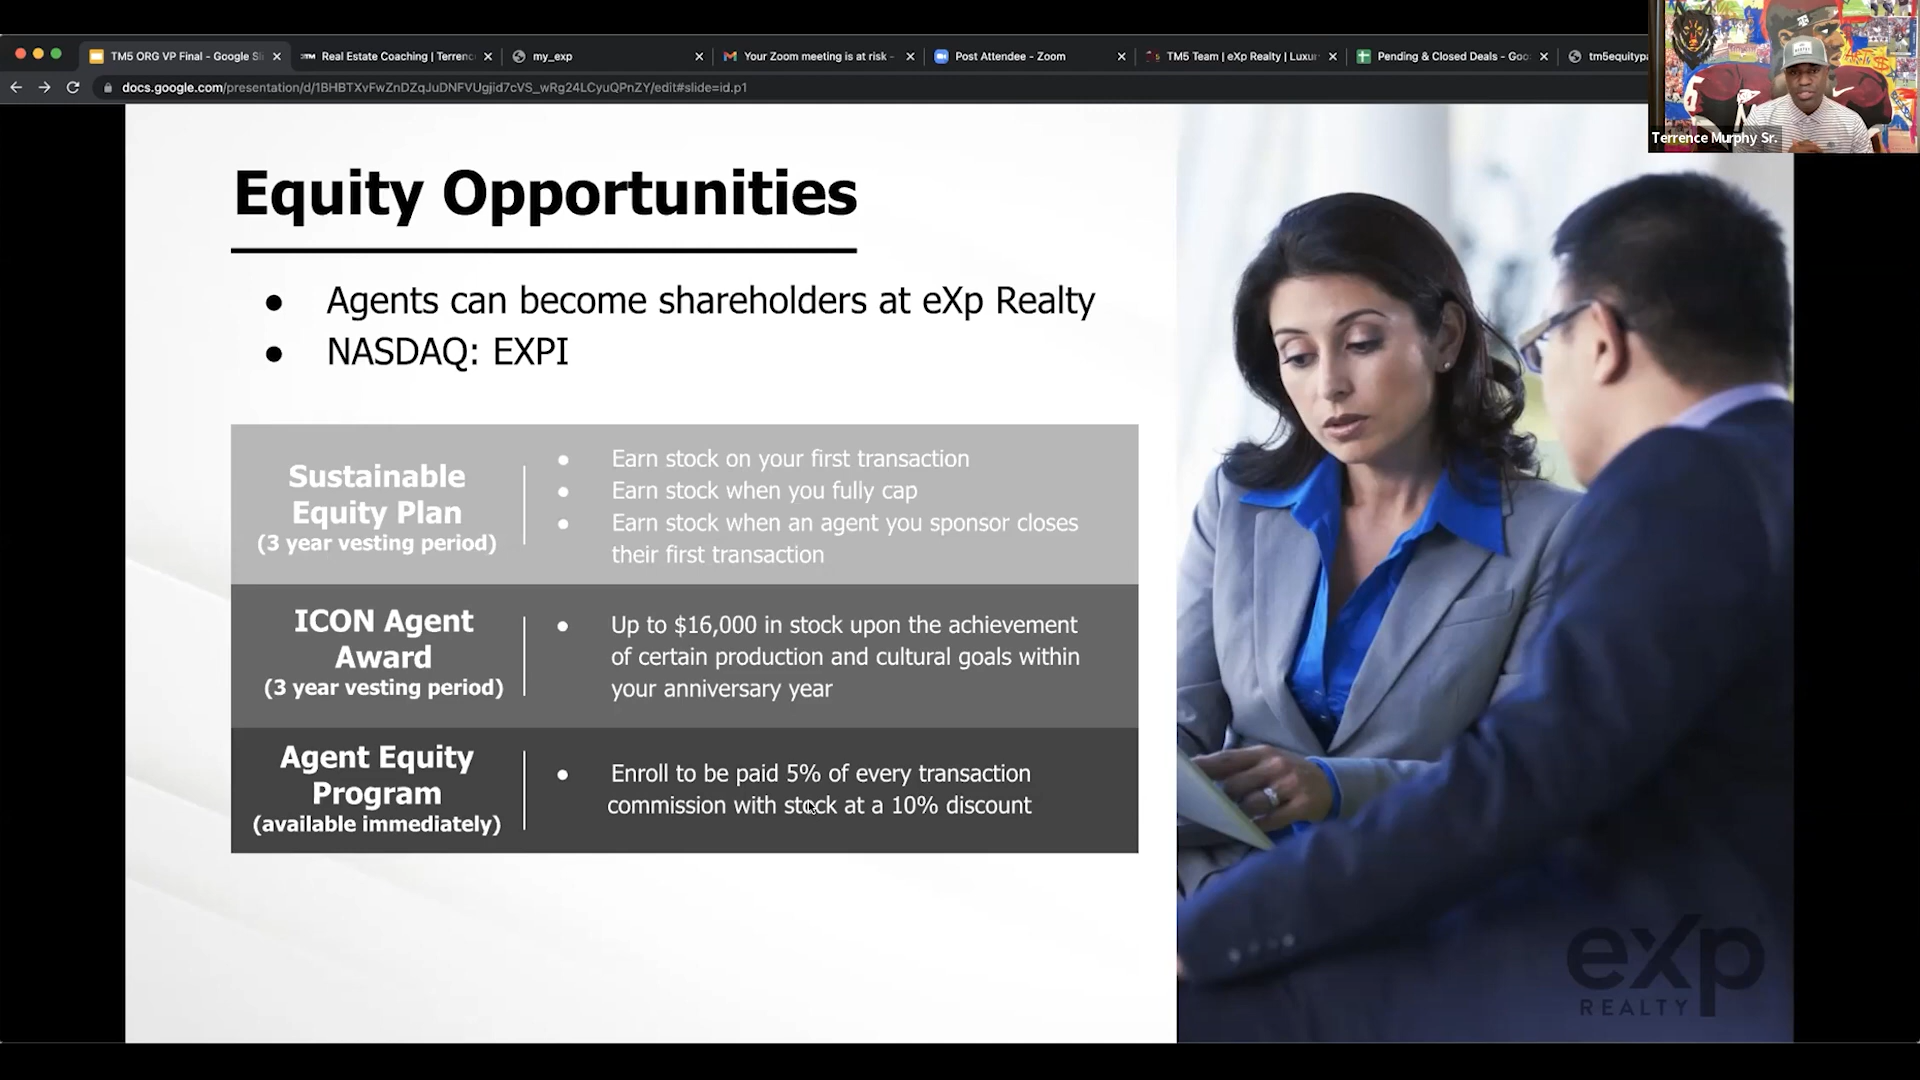 TM5 ORG VP Final - Google Sli
Real Estate Coaching | Terrenc
my_exp
Your Zoom meeting is at risk -
Post Attendee - Zoom
TM5 Team | eXp Realty | Luxur
Pending & Closed Deals - Goo
tm5equitypa
docs.google.com/presentation/d/1BHBTXvFwZnDZqJuDNFVUgjid7cVS_wRg24LCyuQPnZY/edit#slide=id.p1
Terrence Murphy Sr.
Equity Opportunities
● Agents can become shareholders at eXp Realty
● NASDAQ: EXPI
Sustainable
Equity Plan
(3 year vesting period)
● Earn stock on your first transaction
● Earn stock when you fully cap
● Earn stock when an agent you sponsor closes
their first transaction
ICON Agent
Award
(3 year vesting period)
● Up to $16,000 in stock upon the achievement
of certain production and cultural goals within
your anniversary year
Agent Equity
Program
(available immediately)
● Enroll to be paid 5% of every transaction
commission with stock at a 10% discount
eXp
REALTY